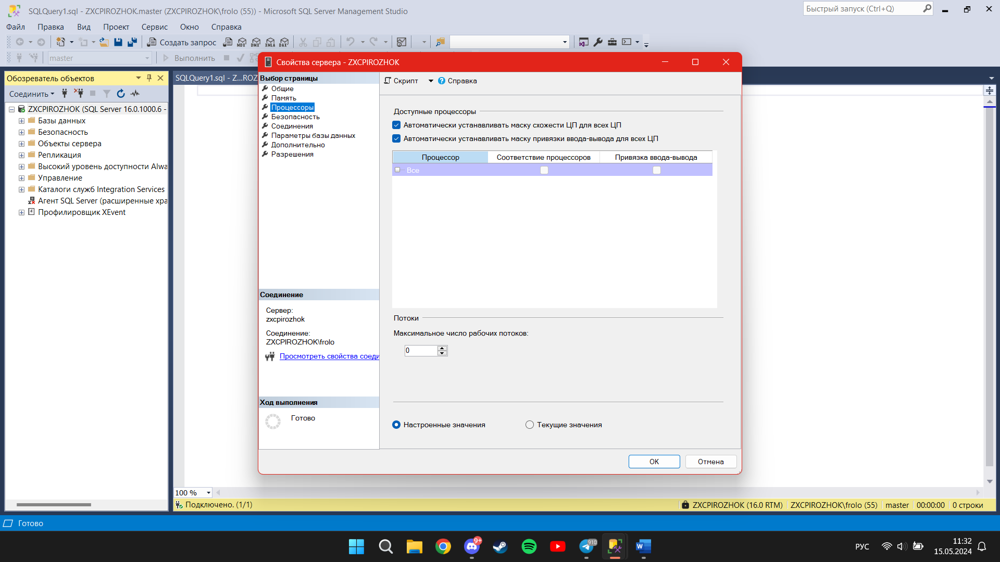 SQLQuery1.sql - ZXCPIROZHOK.master (ZXCPIROZHOK\frolo (55)) - Microsoft SQL Server Management Studio
Быстрый запуск (Ctrl+Q)
Файл Правка Вид Проект Сервис Окно Справка
Создать запрос MDX DMX XMLA DAX
master Выполнить
Обозреватель объектов
Соединить
ZXCPIROZHOK (SQL Server 16.0.1000.6 -
Базы данных
Безопасность
Объекты сервера
Репликация
Высокий уровень доступности Alwa
Управление
Каталоги служб Integration Services
Агент SQL Server (расширенные хра
Профилировщик XEvent
SQLQuery1.sql - Z...ROZ
Свойства сервера - ZXCPIROZHOK
Выбор страницы
Общие
Память
Процессоры
Безопасность
Соединения
Параметры базы данных
Дополнительно
Разрешения
Соединение
Сервер:
zxcpirozhok
Соединение:
ZXCPIROZHOK\frolo
Просмотреть свойства соеди
Ход выполнения
Готово
Скрипт Справка
Доступные процессоры
Автоматически устанавливать маску схожести ЦП для всех ЦП
Автоматически устанавливать маску привязки ввода-вывода для всех ЦП
Процессор Соответствие процессоров Привязка ввода-вывода
Все
Потоки
Максимальное число рабочих потоков:
0
Настроенные значения Текущие значения
OK Отмена
100 %
Подключено. (1/1) ZXCPIROZHOK (16.0 RTM) ZXCPIROZHOK\frolo (55) master 00:00:00 0 строки
Готово
9+ 910 W РУС 11:32
15.05.2024